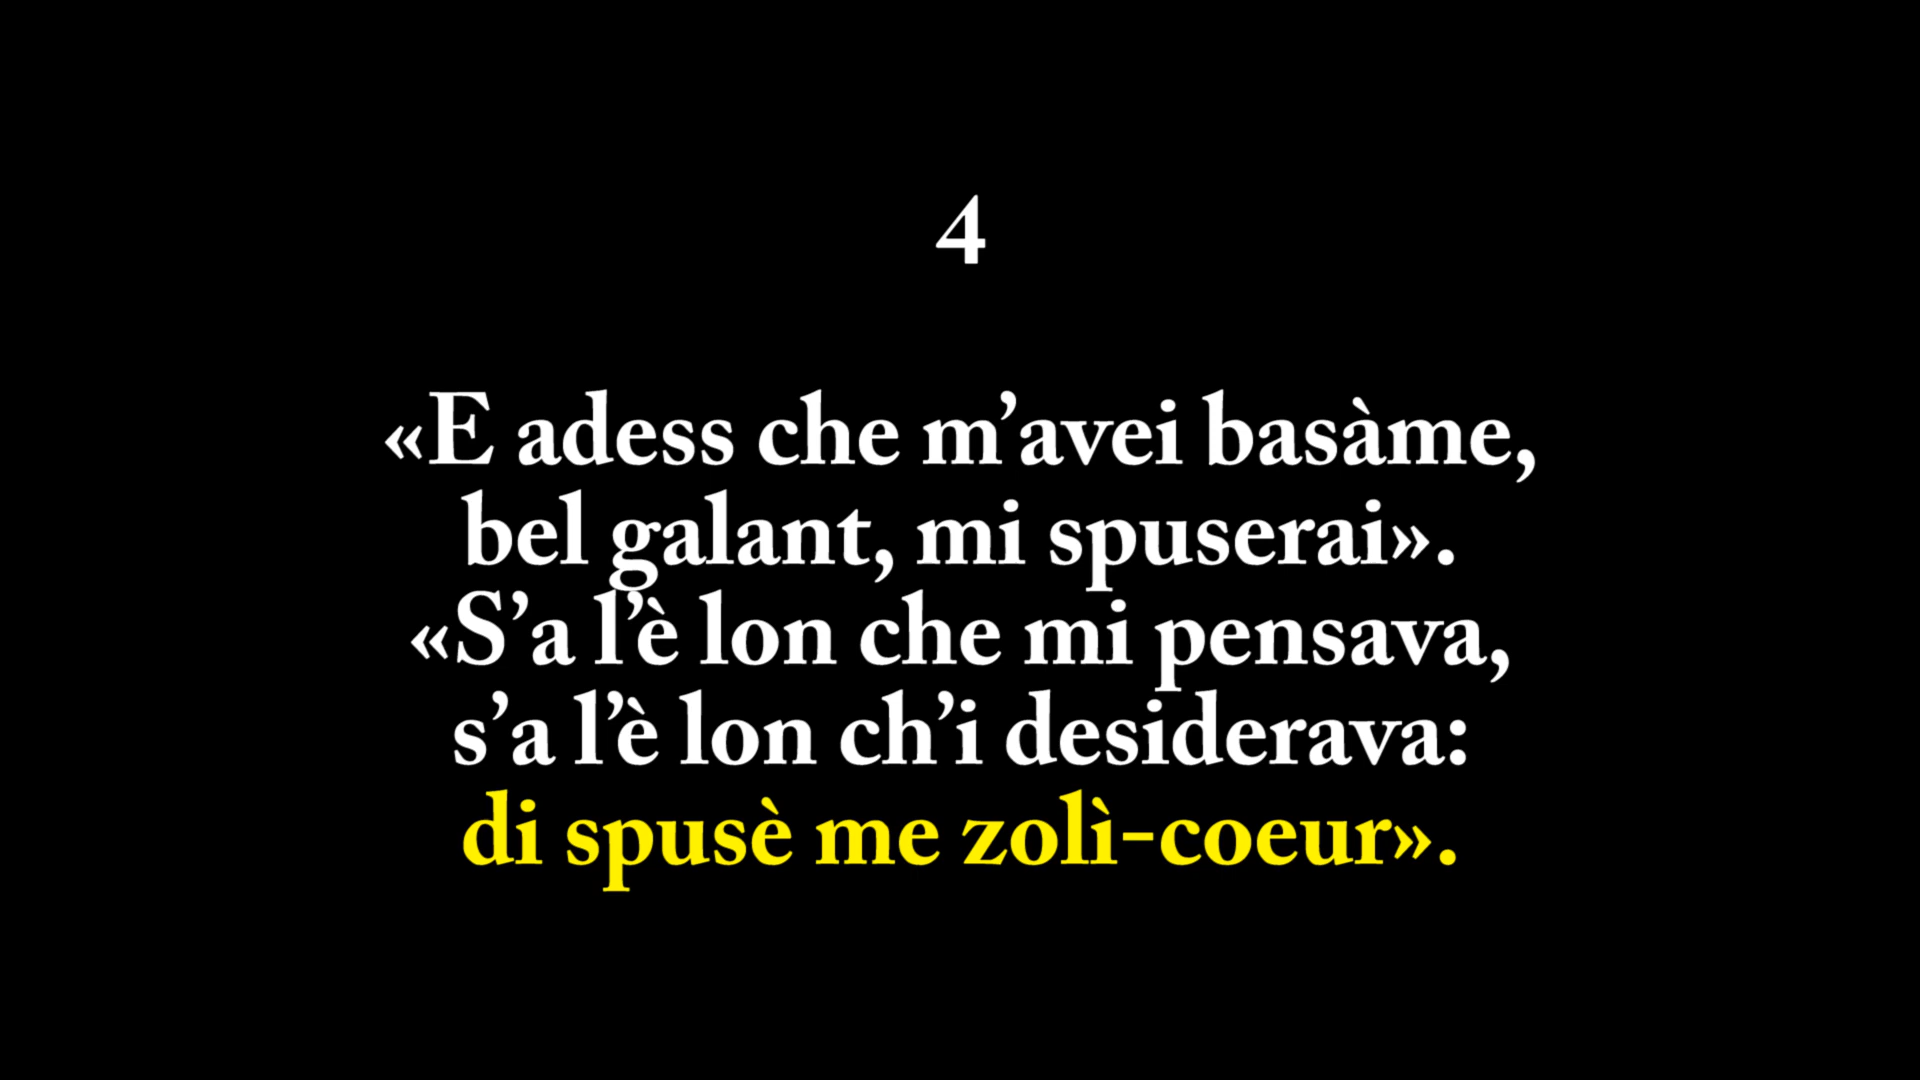 4
«E adess che m’avei basàme,
bel galant, mi spuserai».
«S’a l’è lon che mi pensava,
s’a l’è lon ch’i desiderava:
di spusè me zolì-coeur».